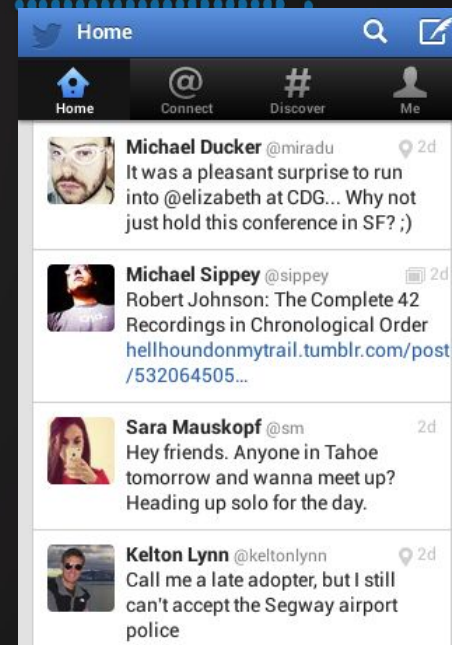 Home
Home
Connect
Discover
Me
Michael Ducker @miradu 2d
It was a pleasant surprise to run
into @elizabeth at CDG... Why not
just hold this conference in SF? ;)
Michael Sippey @sippey 2d
Robert Johnson: The Complete 42
Recordings in Chronological Order
hellhoundonmytrail.tumblr.com/post
/532064505...
Sara Mauskopf @sm 2d
Hey friends. Anyone in Tahoe
tomorrow and wanna meet up?
Heading up solo for the day.
Kelton Lynn @keltonlynn 2d
Call me a late adopter, but I still
can't accept the Segway airport
police